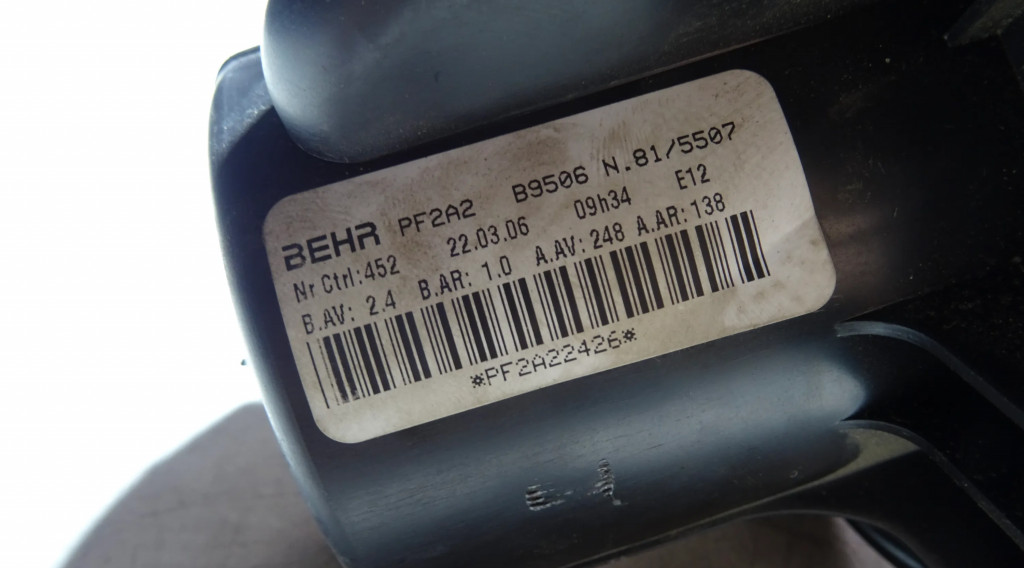 BEHR PF2A2 B9506 N.81/5507
Nr Ctrl:452 22.03.06 09h34 E12
B.AV: 2.4 B.AR: 1.0 A.AV:248 A.AR:138
*PF2A22426*